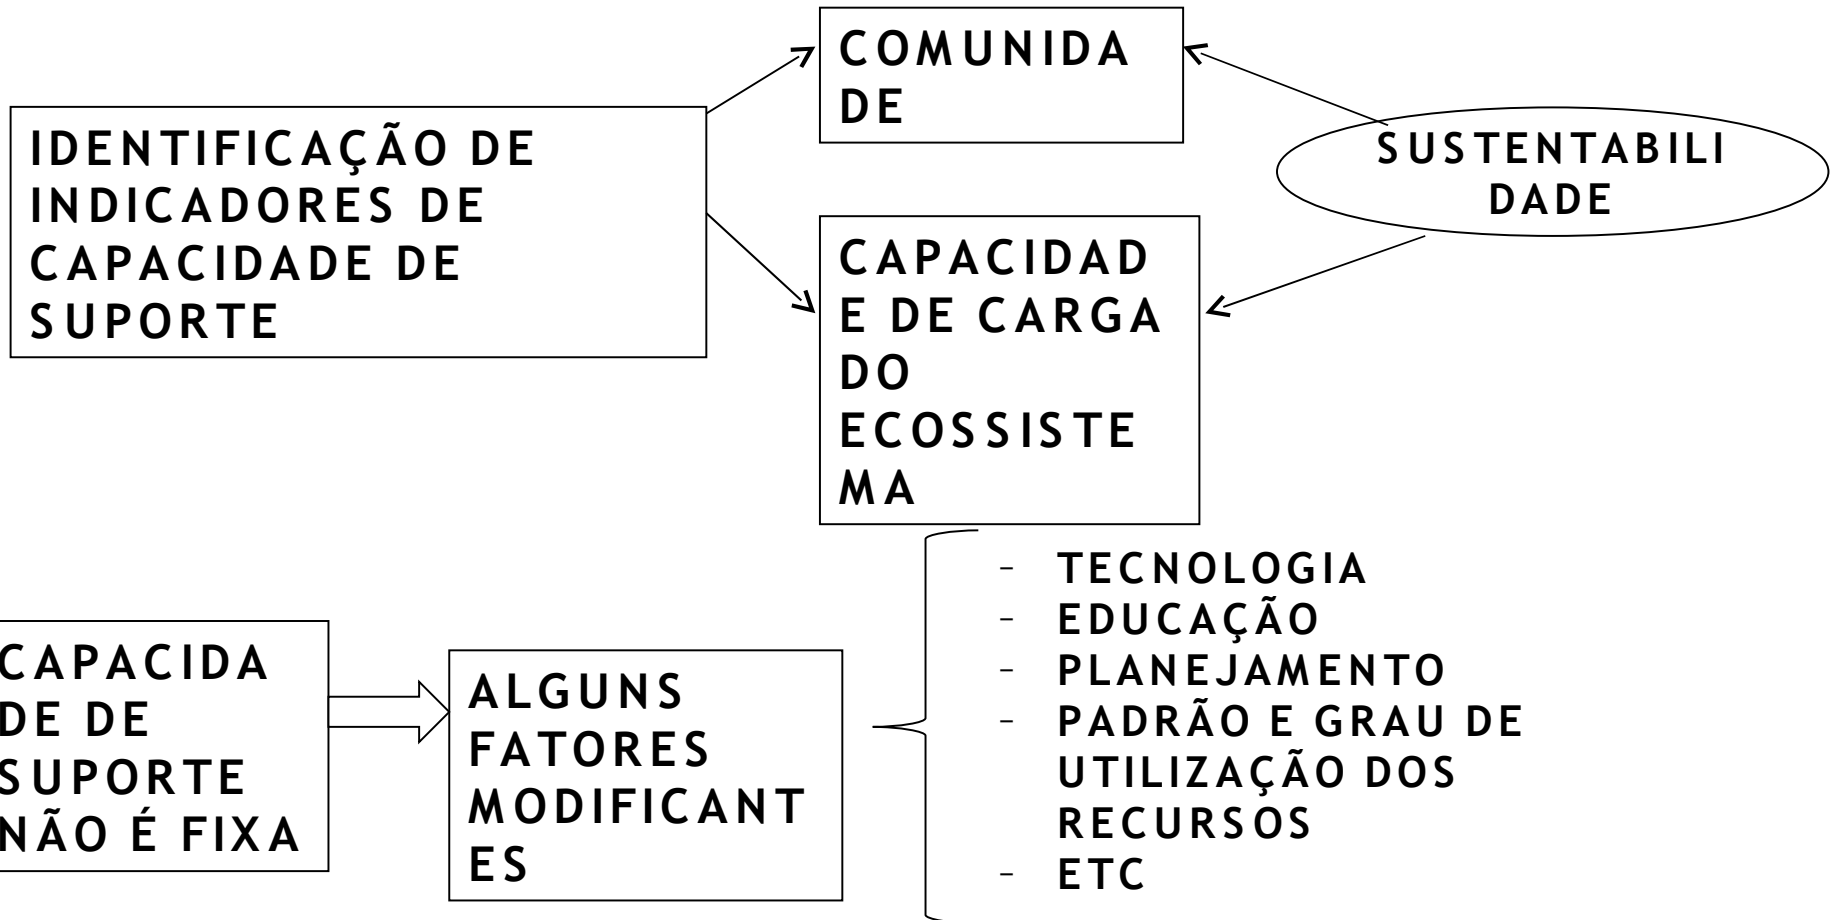 COMUNIDA
DE
IDENTIFICAÇÃO DE
INDICADORES DE
CAPACIDADE DE
SUPORTE
SUSTENTABILI
DADE
CAPACIDAD
E DE CARGA
DO
ECOSSISTE
MA
CAPACIDA
DE DE
SUPORTE
NÃO É FIXA
ALGUNS
FATORES
MODIFICANT
ES
- TECNOLOGIA
- EDUCAÇÃO
- PLANEJAMENTO
- PADRÃO E GRAU DE
UTILIZAÇÃO DOS
RECURSOS
- ETC